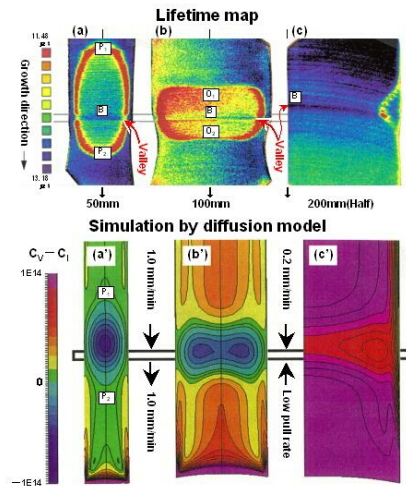 Lifetime map
(a)
(b)
(c)
11.48
Growth direction
13.18
P1
B
P2
O1
B
O2
B
Valley
Valley
50mm
100mm
200mm(Half)
Simulation by diffusion model
CV－CI
1E14
0
－1E14
(a')
(b')
(c')
P1
P2
1.0 mm/min
1.0 mm/min
0.2 mm/min
Low pull rate